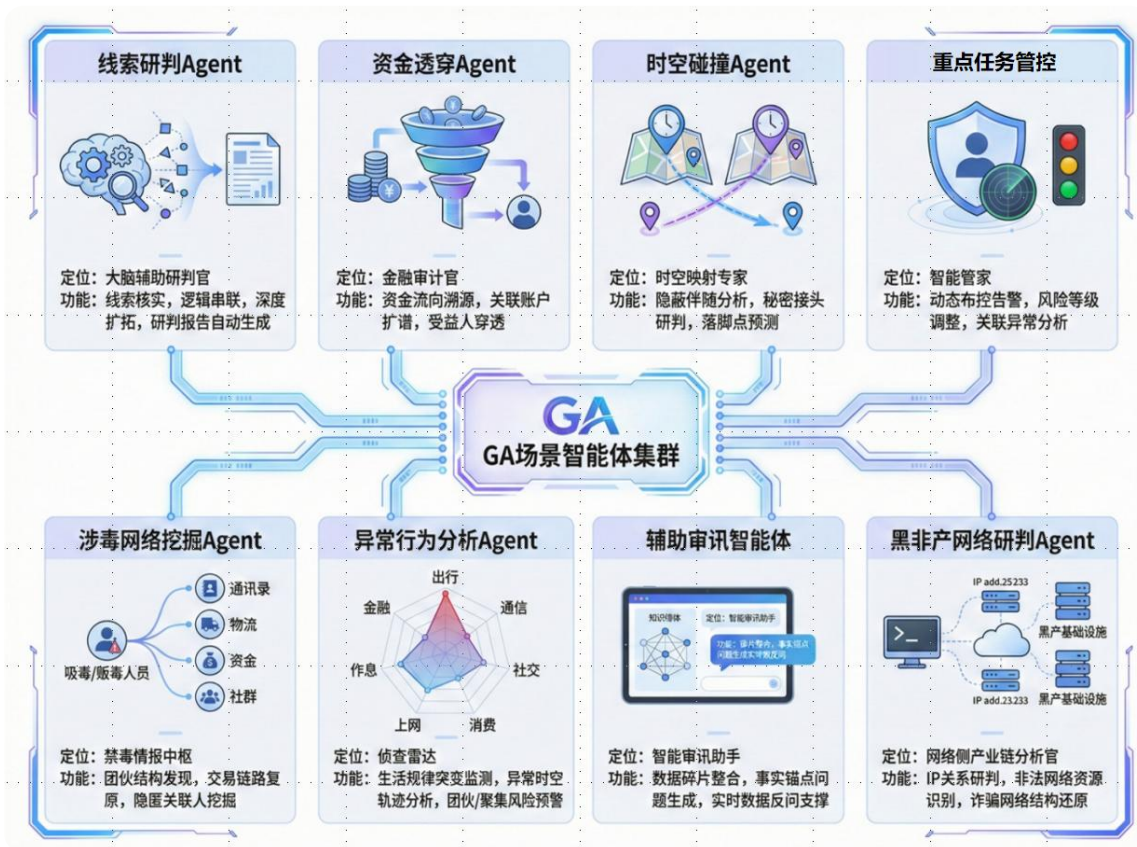 线索研判Agent
定位：大脑辅助研判官
功能：线索核实，逻辑串联，深度
扩拓，研判报告自动生成
资金透穿Agent
¥
¥
定位：金融审计官
功能：资金流向溯源，关联账户
扩谱，受益人穿透
时空碰撞Agent
定位：时空映射专家
功能：隐蔽伴随分析，秘密接头
研判，落脚点预测
重点任务管控
定位：智能管家
功能：动态布控告警，风险等级
调整，关联异常分析
GA
GA场景智能体集群
涉毒网络挖掘Agent
吸毒/贩毒人员
通讯录
物流
资金
社群
定位：禁毒情报中枢
功能：团伙结构发现，交易链路复
原，隐匿关联人挖掘
异常行为分析Agent
出行
金融
通信
作息
社交
上网
消费
定位：侦查雷达
功能：生活规律突变监测，异常时空
轨迹分析，团伙/聚集风险预警
辅助审讯智能体
定位：智能审讯助手
定位：智能审讯助手
功能：数据碎片整合，事实锚点问
题生成，实时数据反问支撑
黑非产网络研判Agent
IP add.25233
黑产基础设施
IP add.23.233
黑产基础设施
定位：网络侧产业链分析官
功能：IP关系研判，非法网络资源
识别，诈骗网络结构还原